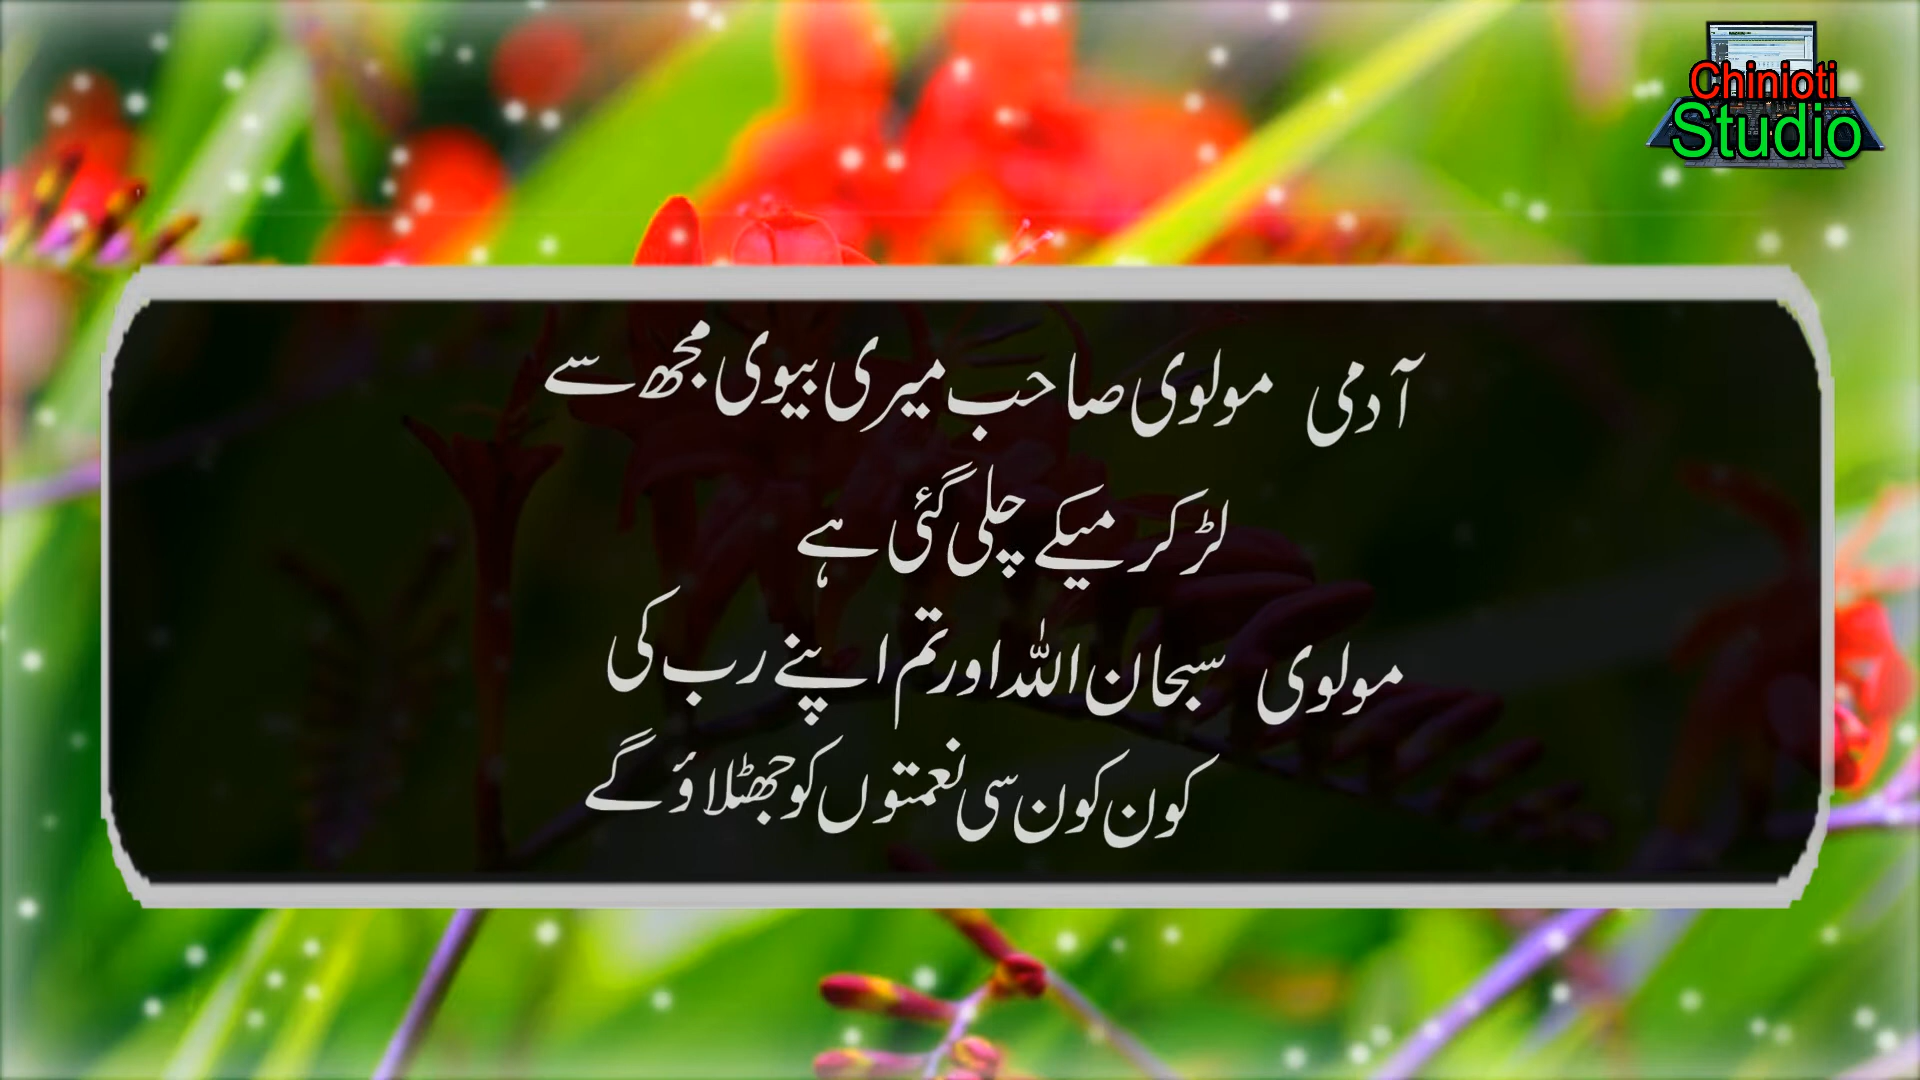 Chinioti
Studio
آدمی مولوی صاحب میری بیوی مجھ سے
لڑ کر میکے چلی گئی ہے
مولوی سبحان اللہ اور تم اپنے رب کی
کون کون سی نعمتوں کو جھٹلاؤ گے